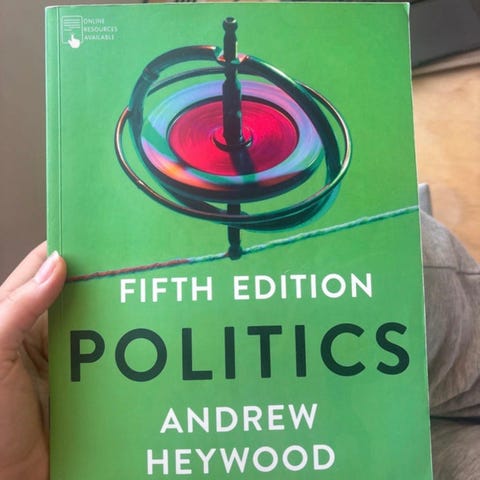 ONLINE
RESOURCES
AVAILABLE
FIFTH EDITION
POLITICS
ANDREW
HEYWOOD